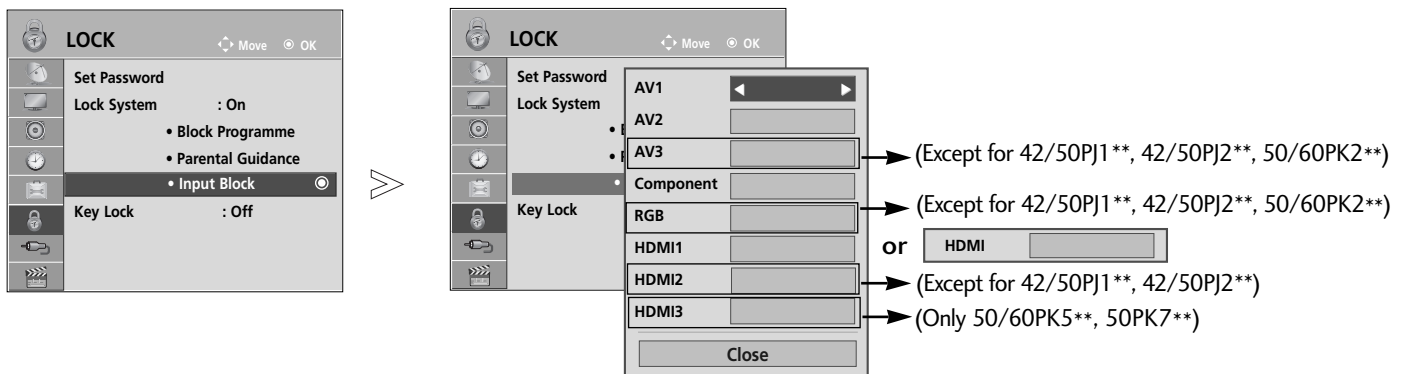 LOCK
Move OK
Set Password
Lock System : On
• Block Programme
• Parental Guidance
• Input Block
Key Lock : Off
LOCK
Move OK
Set Password
Lock System
•
•
•
Key Lock
AV1
AV2
AV3
Component
RGB
HDMI1
HDMI2
HDMI3
Close
(Except for 42/50PJ1**, 42/50PJ2**, 50/60PK2**)
(Except for 42/50PJ1**, 42/50PJ2**, 50/60PK2**)
or HDMI
(Except for 42/50PJ1**, 42/50PJ2**)
(Only 50/60PK5**, 50PK7**)